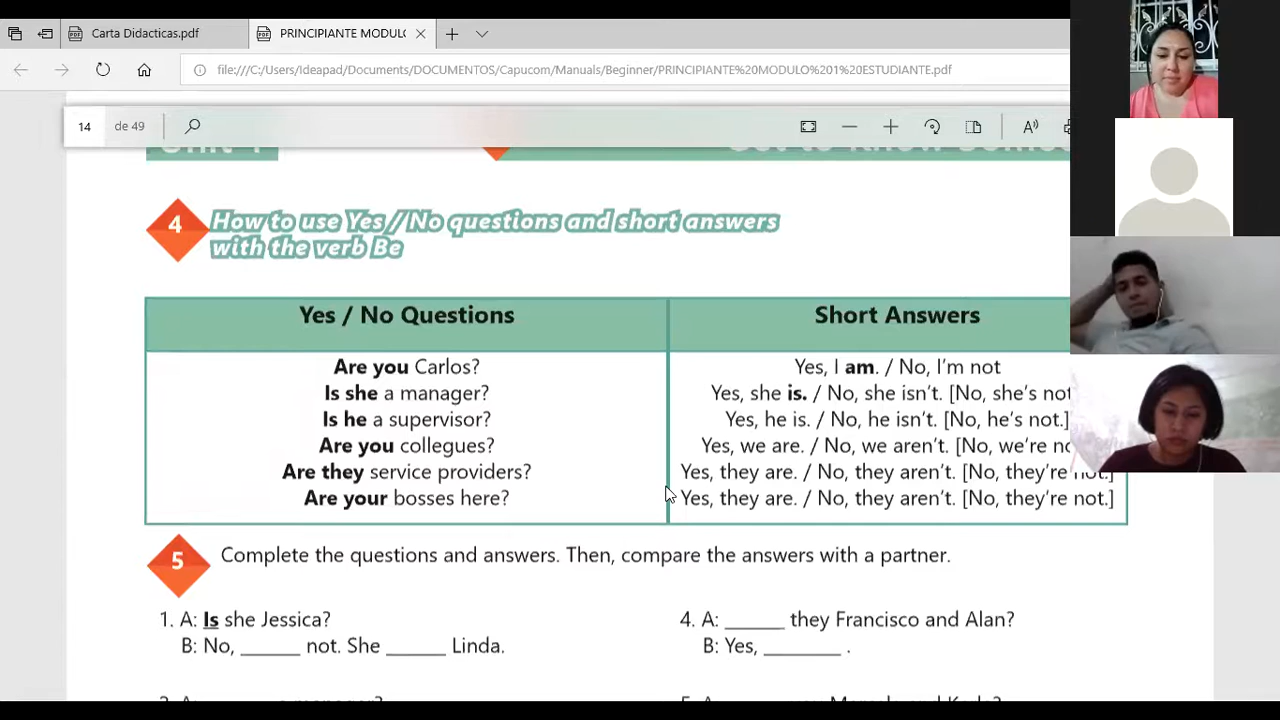 Carta Didacticas.pdf
PRINCIPIANTE MODUL
file:///C:/Users/Ideapad/Documents/DOCUMENTO
oucom/Manuals/Beginner/PRINCIPIANTE%20MODULO%201%20ESTUDIANTE.pdf
14 de 49
4
How to use Yes / No questions and short answers
with the verb Be
Yes / No Questions
Short Answers
Are you Carlos?
Yes, I am. / No, I'm not
Is she a manager?
Yes, she is. / No, she isn't. [No, she's not
Is he a supervisor?
Yes, he is. / No, he isn't. [No, he's not.]
Are you collegues?
Yes, we are. / No, we aren't. [No, we're no
Are they service providers?
Yes, they are. / No, they aren't. [No, they're not.]
Are your bosses here?
Yes, they are. / No, they aren't. [No, they're not.]
5
Complete the questions and answers. Then, compare the answers with a partner.
1. A: Is she Jessica?
B: No, ______ not. She ______ Linda.
4. A: ______ they Francisco and Alan?
B: Yes, ________ .